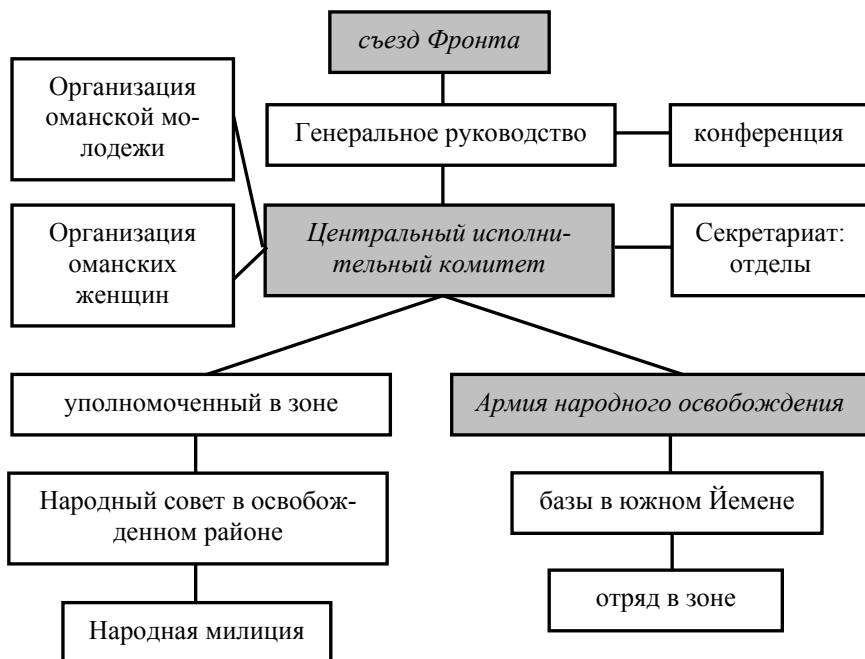 съезд Фронта
Организация
оманской мо-
лодежи
Генеральное руководство
конференция
Организация
оманских
женщин
Центральный исполни-
тельный комитет
Секретариат:
отделы
уполномоченный в зоне
Армия народного освобождения
Народный совет в освобож-
денном районе
базы в южном Йемене
отряд в зоне
Народная милиция